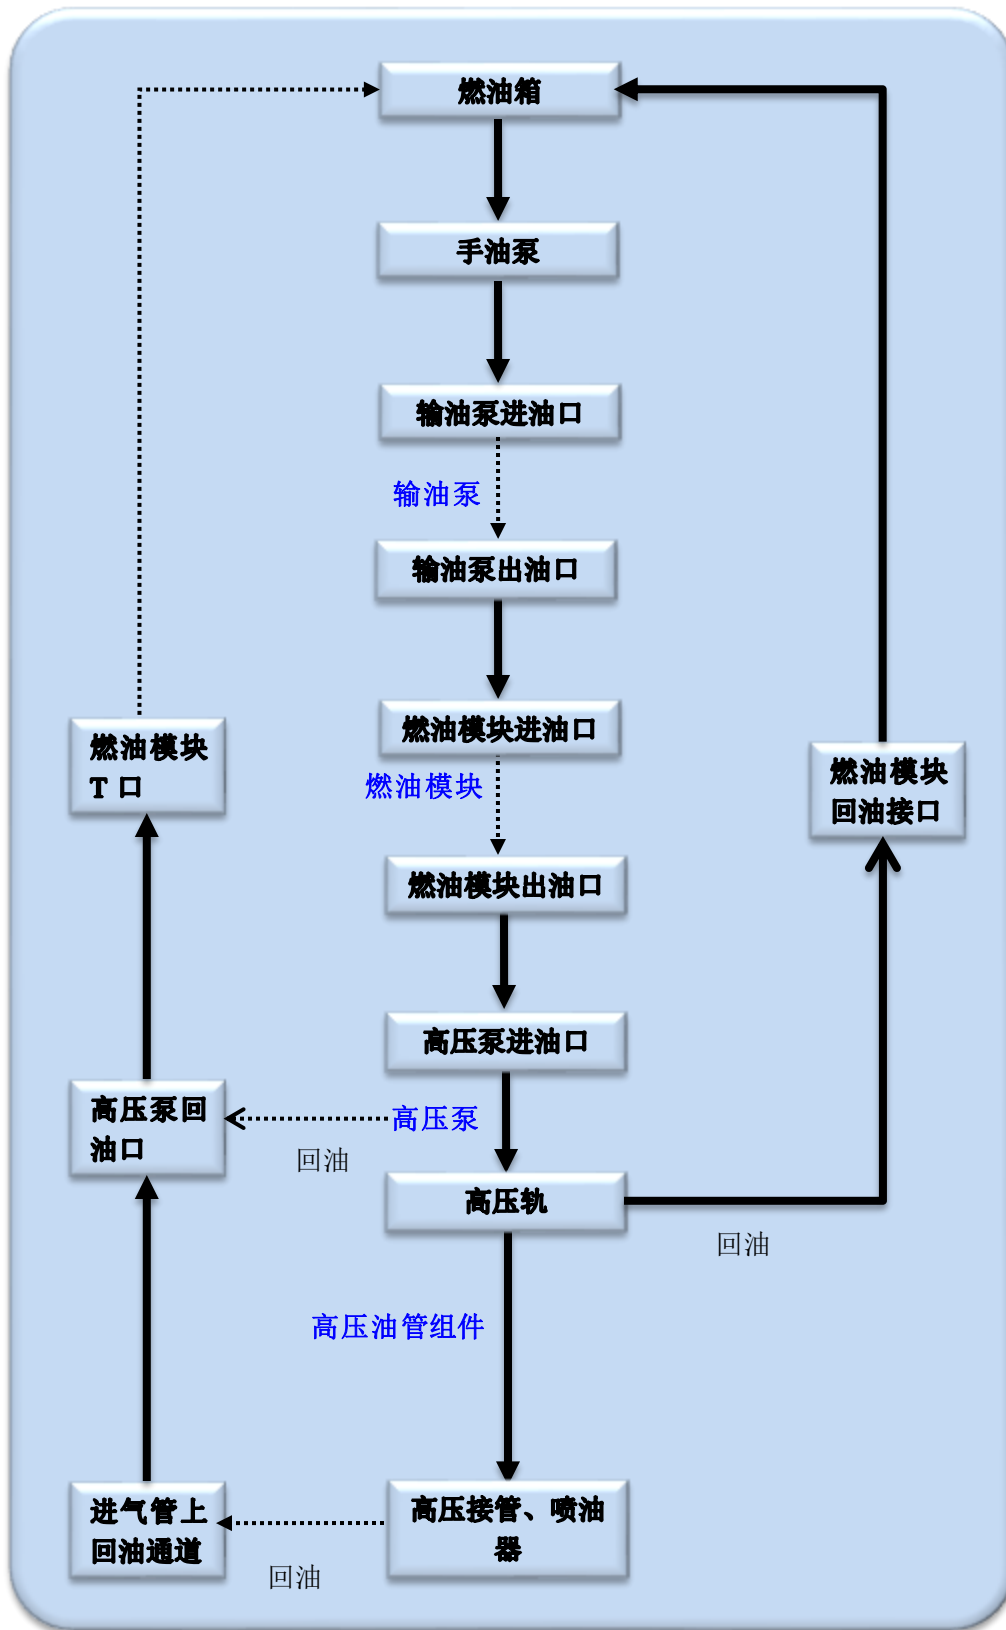 燃油箱
手油泵
输油泵进油口
输油泵
输油泵出油口
燃油模块进油口
燃油模块
T 口
燃油模块
燃油模块
回油接口
燃油模块出油口
高压泵进油口
高压泵回
油口
高压泵
回油
高压轨
回油
高压油管组件
进气管上
回油通道
高压接管、喷油
器
回油